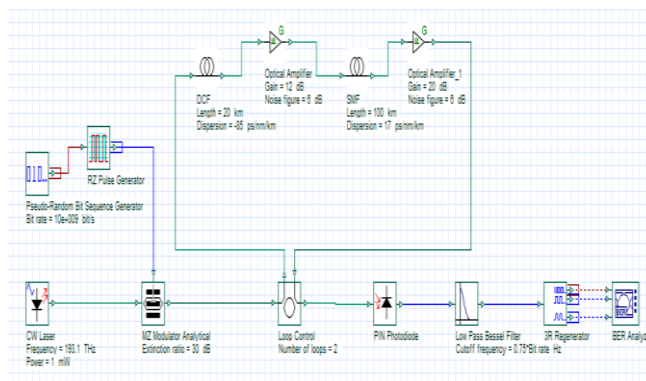 G
G
DCF
Length = 20 km
Dispersion = -85 ps/nm/km
Optical Amplifier
Gain = 12 dB
Noise figure = 6 dB
SMF
Length = 100 km
Dispersion = 17 ps/nm/km
Optical Amplifier_1
Gain = 20 dB
Noise figure = 6 dB
RZ Pulse Generator
Pseudo-Random Bit Sequence Generator
Bit rate = 10e+009 bit/s
CW Laser
Frequency = 193.1 THz
Power = 1 mW
MZ Modulator Analytical
Extinction ratio = 30 dB
Loop Control
Number of loops = 2
PIN Photodiode
Low Pass Bessel Filter
Cutoff frequency = 0.75*Bit rate Hz
3R Regenerator
BER
BER Analyz